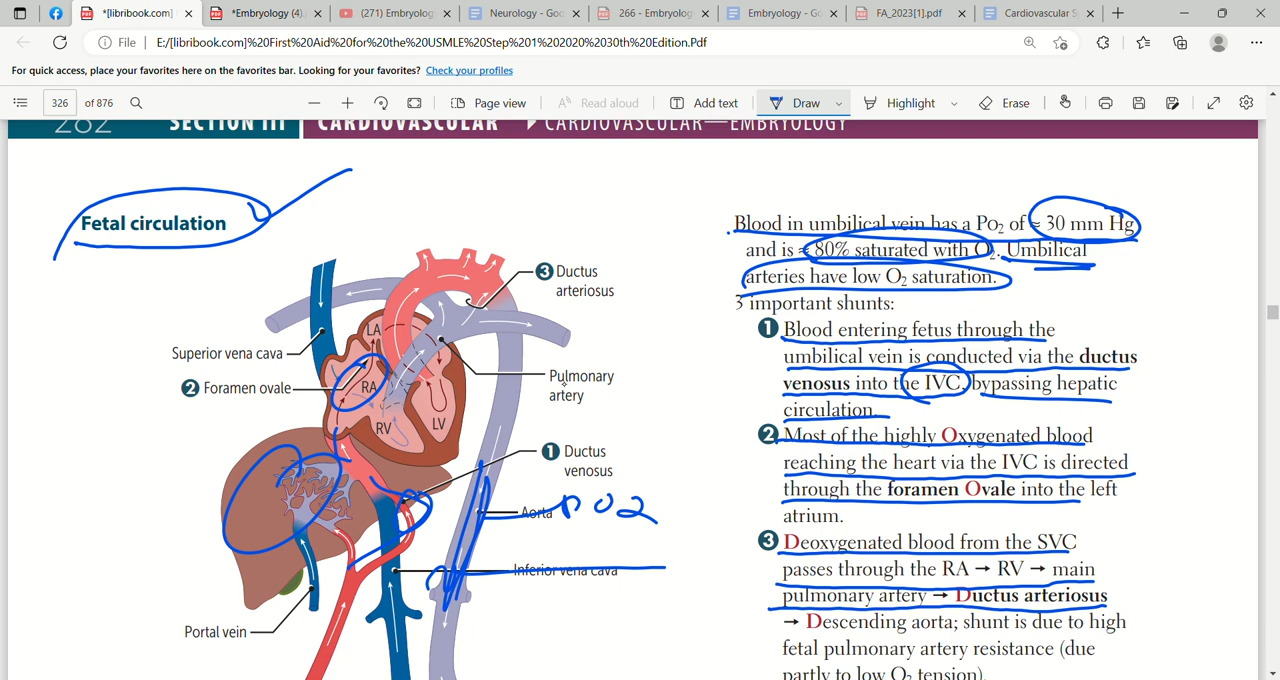 *[libribook.com]
*Embryology (4).
(271) Embryolog
Neurology - Goo
266 - Embryolog
Embryology - Go
FA_2023[1].pdf
Cardiovascular S
File
E:/[libribook.com]%20First%20Aid%20for%20the%20USMLE%20Step%201%202020%2030th%20Edition.Pdf
For quick access, place your favorites here on the favorites bar. Looking for your favorites? Check your profiles
326 of 876
Page view
Read aloud
Add text
Draw
Highlight
Erase
282 SECTION III CARDIOVASCULAR ▶ CARDIOVASCULAR—EMBRYOLOGY
Fetal circulation
3 Ductus
arteriosus
LA
Superior vena cava
2 Foramen ovale
RA
Pulmonary
artery
RV
LV
1 Ductus
venosus
Aorta
PO2
Inferior vena cava
Portal vein
Blood in umbilical vein has a Po2 of ≈ 30 mm Hg
and is ≈ 80% saturated with O2. Umbilical
arteries have low O2 saturation.
3 important shunts:
1 Blood entering fetus through the
umbilical vein is conducted via the ductus
venosus into the IVC, bypassing hepatic
circulation.
2 Most of the highly Oxygenated blood
reaching the heart via the IVC is directed
through the foramen Ovale into the left
atrium.
3 Deoxygenated blood from the SVC
passes through the RA → RV → main
pulmonary artery → Ductus arteriosus
→ Descending aorta; shunt is due to high
fetal pulmonary artery resistance (due
partly to low O2 tension).